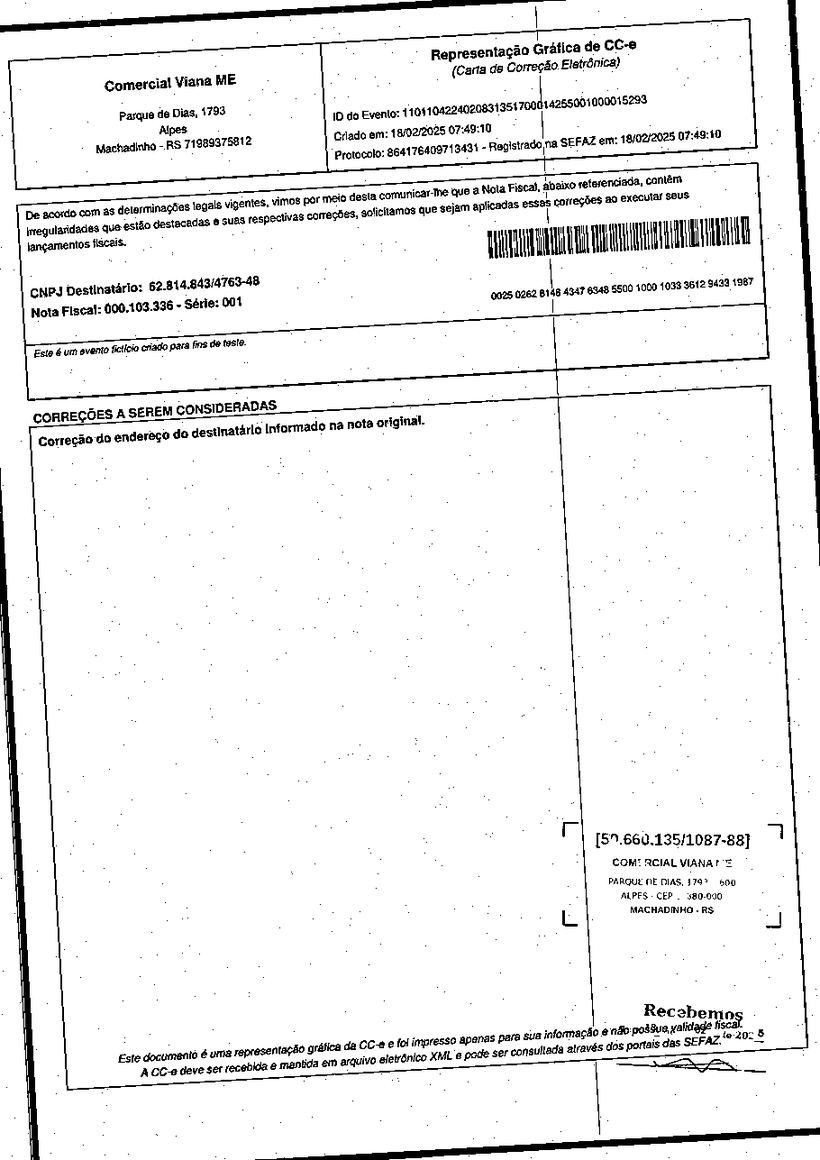 Comercial Viana ME
Parque de Dias, 1793
Alpes
Machadinho - RS 71989375812
Representação Gráfica de CC-e
(Carta de Correção Eletrônica)
ID do Evento: 1101104224020831351700014255001000015293
Criado em: 18/02/2025 07:49:10
Protocolo: 864176409713431 - Registrado na SEFAZ em: 18/02/2025 07:49:10
De acordo com as determinações legais vigentes, vimos por meio desta comunicar-lhe que a Nota Fiscal, abaixo referenciada, contêm
irregularidades que estão destacadas e suas respectivas correções, solicitamos que sejam aplicadas essas correções ao executar seus
lançamentos fiscais.
CNPJ Destinatário: 62.814.843/4763-48
Nota Fiscal: 000.103.336 - Série: 001
0025 0262 8148 4347 6348 5500 1000 1033 3612 9433 1987
Este é um evento fictício criado para fins de teste.
CORREÇÕES A SEREM CONSIDERADAS
Correção do endereço do destinatário informado na nota original.
COMERCIAL VIANA ME
PARQUE DE DIAS,
ALPES - CEP
MACHADINHO - RS
Recebemos
Este documento é uma representação gráfica da CC-e e foi impresso apenas para sua informação e não possue validade fiscal.
A CC-e deve ser recebida e mantida em arquivo eletrônico XML e pode ser consultada através dos portais das SEFAZ.